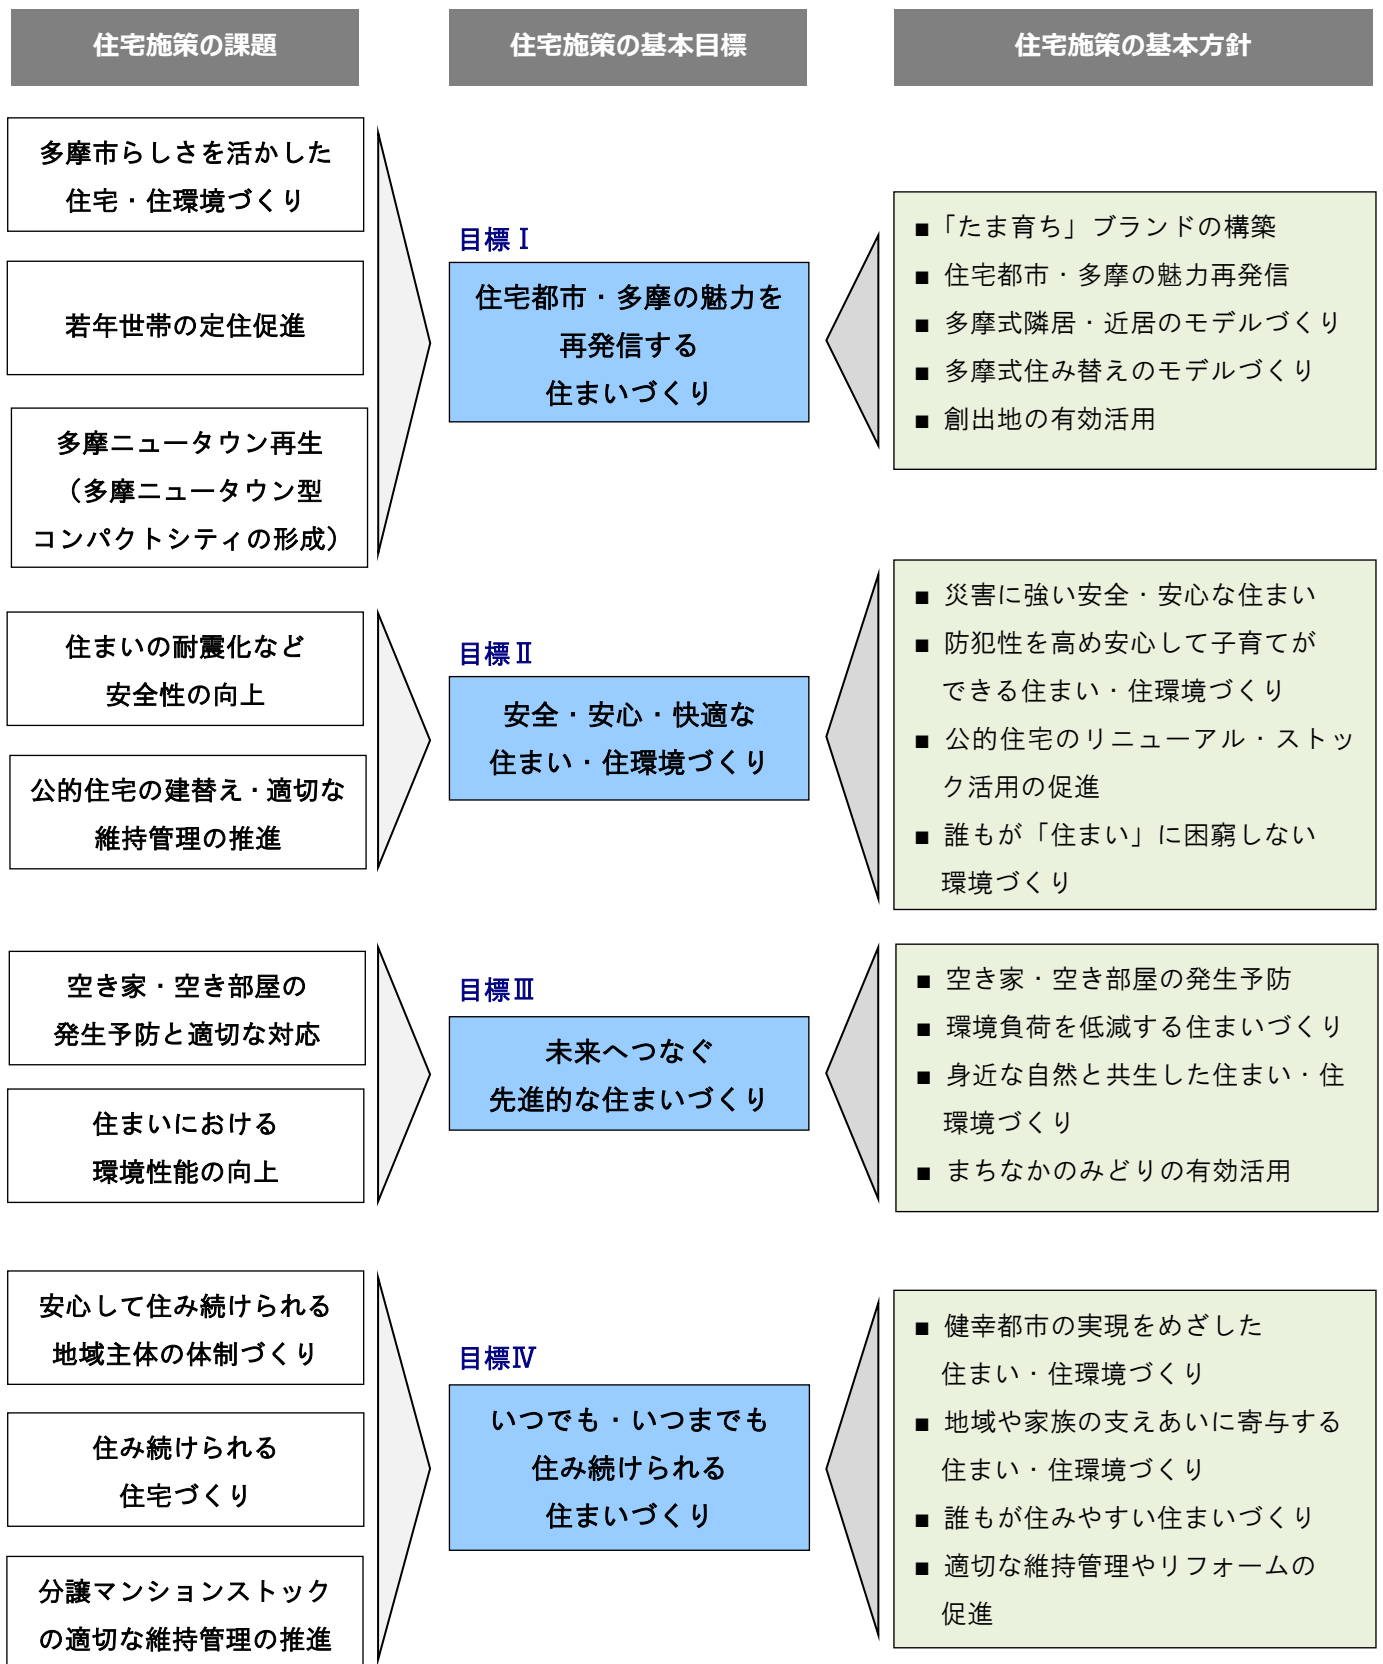 住宅施策の課題
住宅施策の基本目標
住宅施策の基本方針
多摩市らしさを活かした
住宅・住環境づくり
若年世帯の定住促進
多摩ニュータウン再生
（多摩ニュータウン型
コンパクトシティの形成）
目標Ⅰ
住宅都市・多摩の魅力を
再発信する
住まいづくり
■「たま育ち」ブランドの構築
■ 住宅都市・多摩の魅力再発信
■ 多摩式隣居・近居のモデルづくり
■ 多摩式住み替えのモデルづくり
■ 創出地の有効活用
住まいの耐震化など
安全性の向上
公的住宅の建替え・適切な
維持管理の推進
目標Ⅱ
安全・安心・快適な
住まい・住環境づくり
■ 災害に強い安全・安心な住まい
■ 防犯性を高め安心して子育てが
できる住まい・住環境づくり
■ 公的住宅のリニューアル・ストッ
ク活用の促進
■ 誰もが「住まい」に困窮しない
環境づくり
空き家・空き部屋の
発生予防と適切な対応
住まいにおける
環境性能の向上
目標Ⅲ
未来へつなぐ
先進的な住まいづくり
■ 空き家・空き部屋の発生予防
■ 環境負荷を低減する住まいづくり
■ 身近な自然と共生した住まい・住
環境づくり
■ まちなかのみどりの有効活用
安心して住み続けられる
地域主体の体制づくり
住み続けられる
住宅づくり
分譲マンションストック
の適切な維持管理の推進
目標Ⅳ
いつでも・いつまでも
住み続けられる
住まいづくり
■ 健幸都市の実現をめざした
住まい・住環境づくり
■ 地域や家族の支えあいに寄与する
住まい・住環境づくり
■ 誰もが住みやすい住まいづくり
■ 適切な維持管理やリフォームの
促進